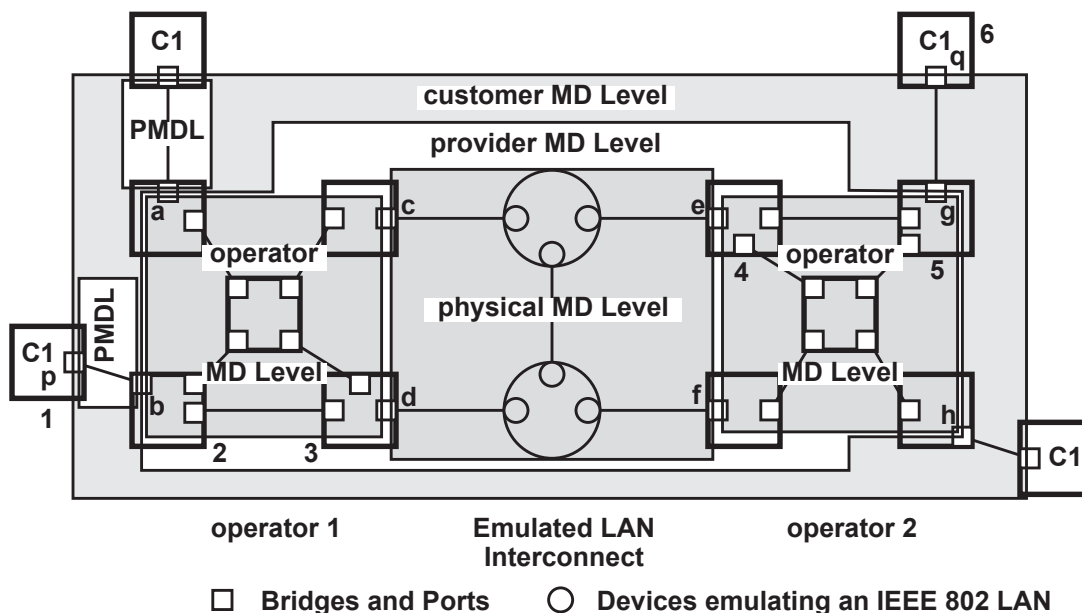 C1
C1
6
q
customer MD Level
PMDL
provider MD Level
a
c
e
g
operator
operator
4
5
PMDL
physical MD Level
C1
p
MD Level
MD Level
b
d
f
h
1
2
3
C1
operator 1
Emulated LAN
Interconnect
operator 2
Bridges and Ports
Devices emulating an IEEE 802 LAN